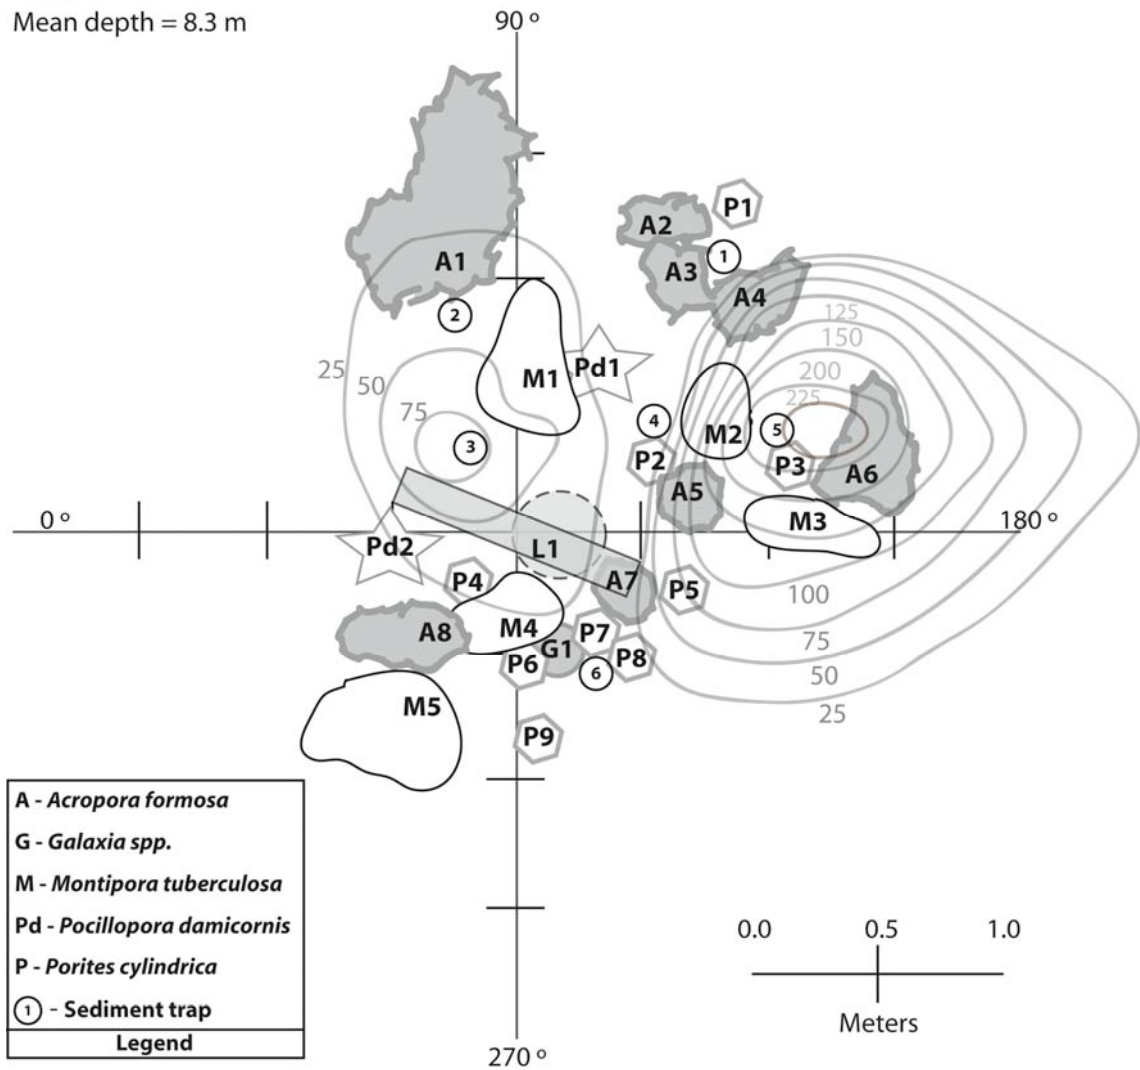 Mean depth = 8.3 m
90 º
P1
A2
1
A1
A3
A4
2
125
150
25
50
M1
Pd1
200
75
225
4
5
M2
3
P2
P3
A6
A5
M3
0 º
180 º
Pd2
L1
P4
A7
P5
100
A8
M4
P7
75
G1
P6
P8
6
50
M5
25
P9
A - Acropora formosa
G - Galaxia spp.
M - Montipora tuberculosa
Pd - Pocillopora damicornis
P - Porites cylindrica
1 - Sediment trap
Legend
0.0 0.5 1.0
Meters
270 º